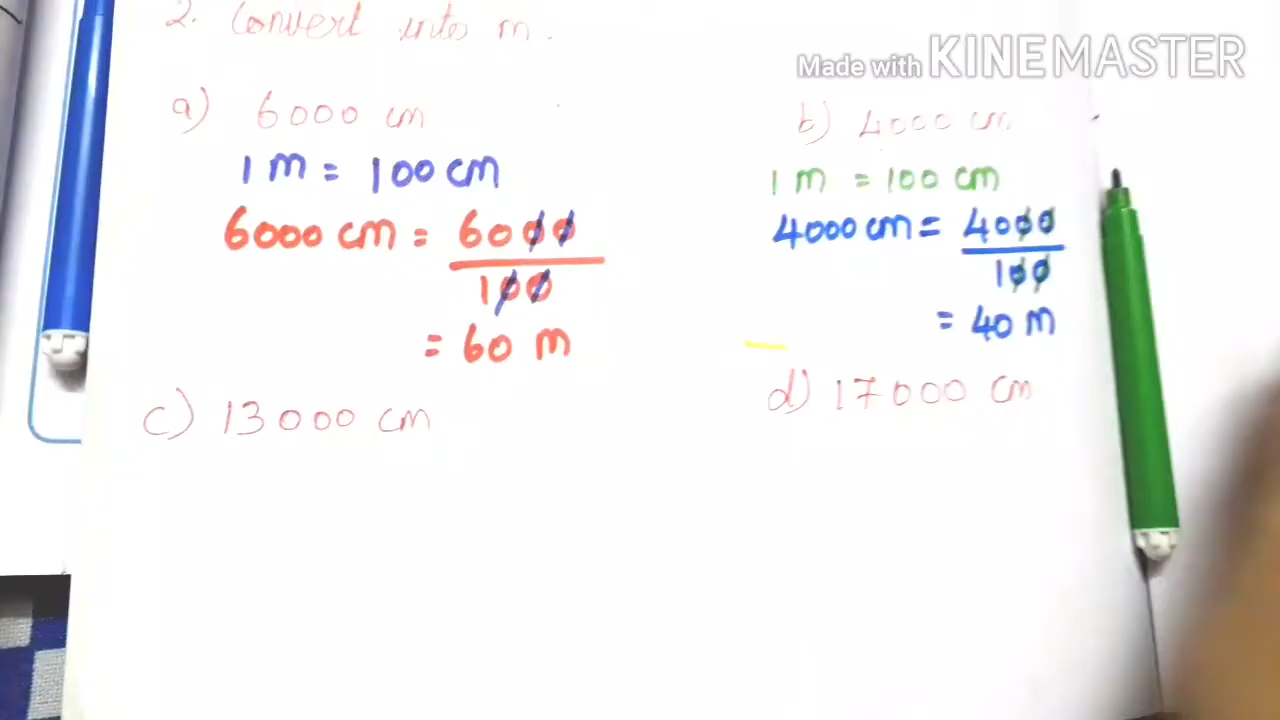 2. Convert into m.
Made with KINEMASTER
a) 6000 cm
1 m = 100 cm
6000 cm = 6000
100
= 60 m
b) 4000 cm
1 m = 100 cm
4000 cm = 4000
100
= 40 m
c) 13000 cm
d) 17000 cm